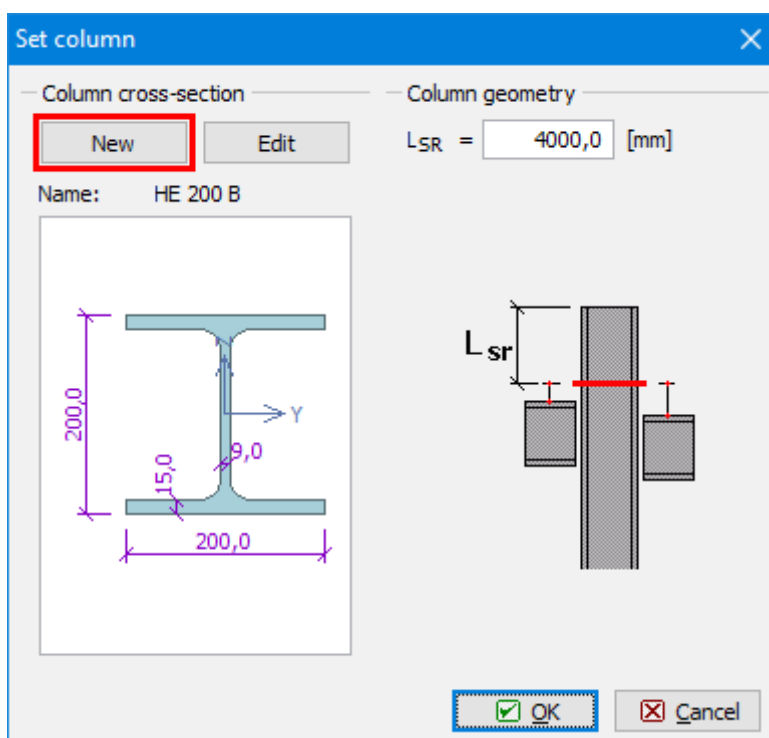 Set column
Column cross-section
New
Edit
Name: HE 200 B
200,0
9,0
15,0
200,0
Y
Column geometry
LSR = 4000,0 [mm]
Lsr
OK
Cancel